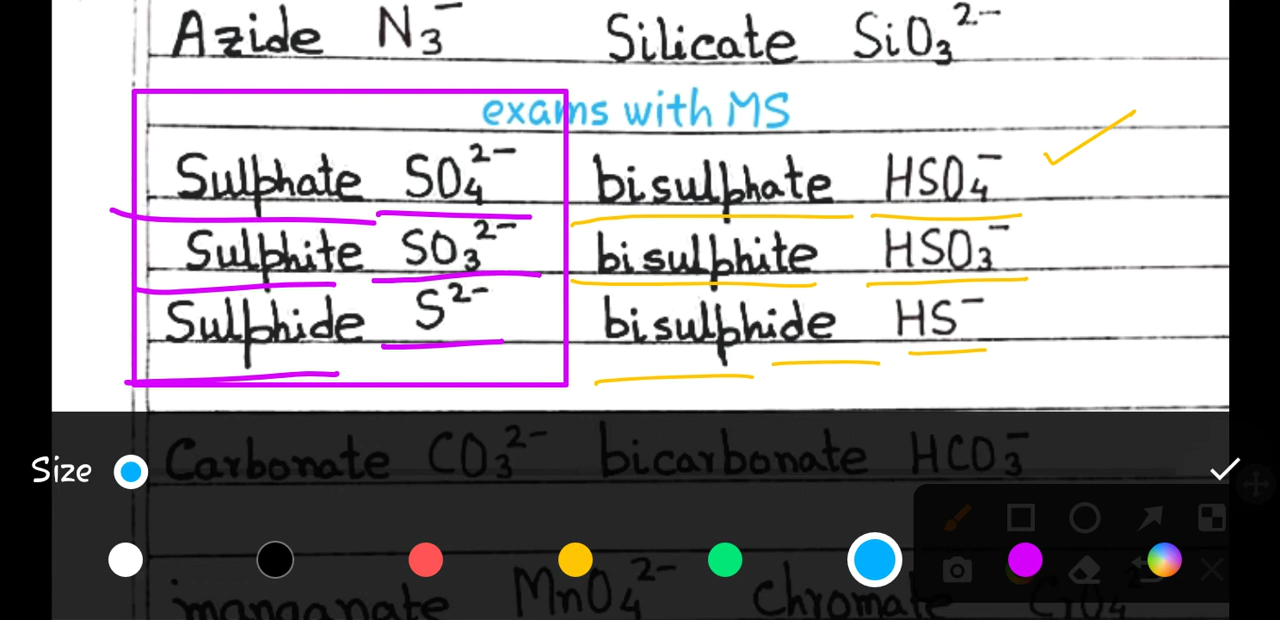 Azide N₃⁻ Silicate SiO₃²⁻
exams with MS
Sulphate SO₄²⁻ bisulphate HSO₄⁻
Sulphite SO₃²⁻ bisulphite HSO₃⁻
Sulphide S²⁻ bisulphide HS⁻
Carbonate CO₃²⁻ bicarbonate HCO₃⁻
Size
manganate MnO₄²⁻ Chromate CrO₄²⁻